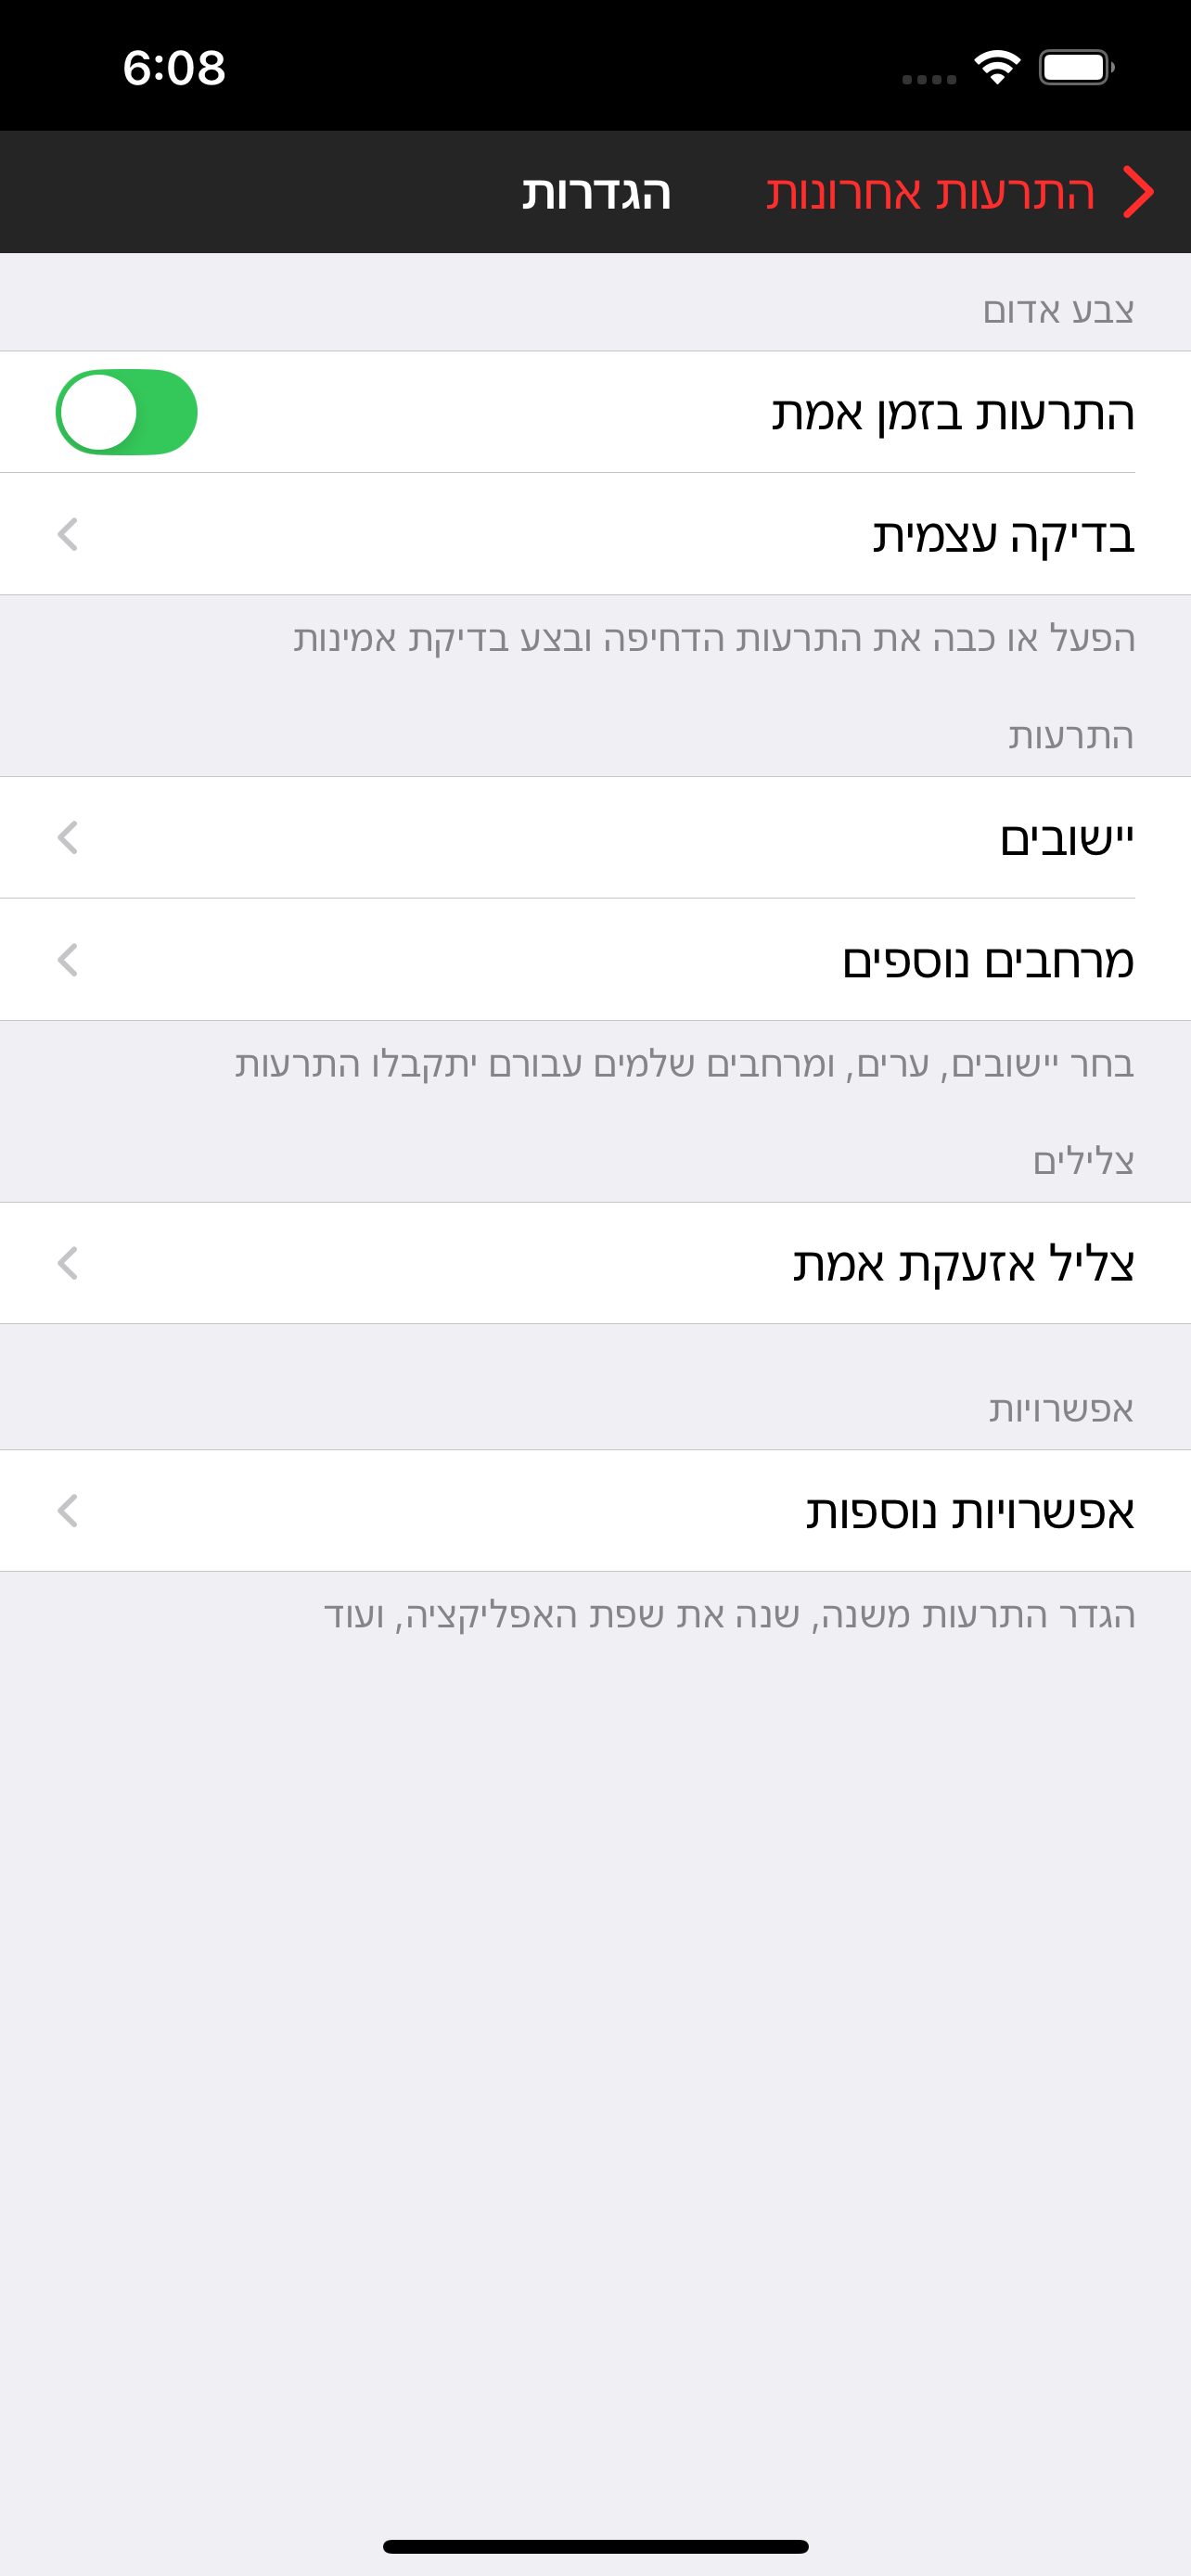 6:08
התרעות אחרונות
הגדרות
צבע אדום
התרעות בזמן אמת
בדיקה עצמית
הפעל או כבה את התרעות הדחיפה ובצע בדיקת אמינות
התרעות
יישובים
מרחבים נוספים
בחר יישובים, ערים, ומרחבים שלמים עבורם יתקבלו התרעות
צלילים
צליל אזעקת אמת
אפשרויות
אפשרויות נוספות
הגדר התרעות משנה, שנה את שפת האפליקציה, ועוד